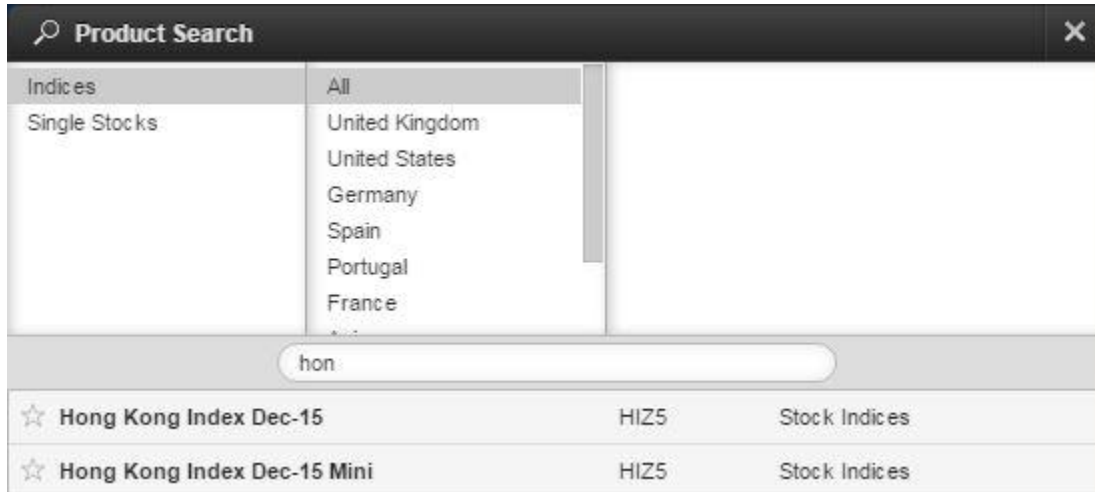 Product Search
Indices
Single Stocks
All
United Kingdom
United States
Germany
Spain
Portugal
France
hon
Hong Kong Index Dec-15 HIZ5 Stock Indices
Hong Kong Index Dec-15 Mini HIZ5 Stock Indices